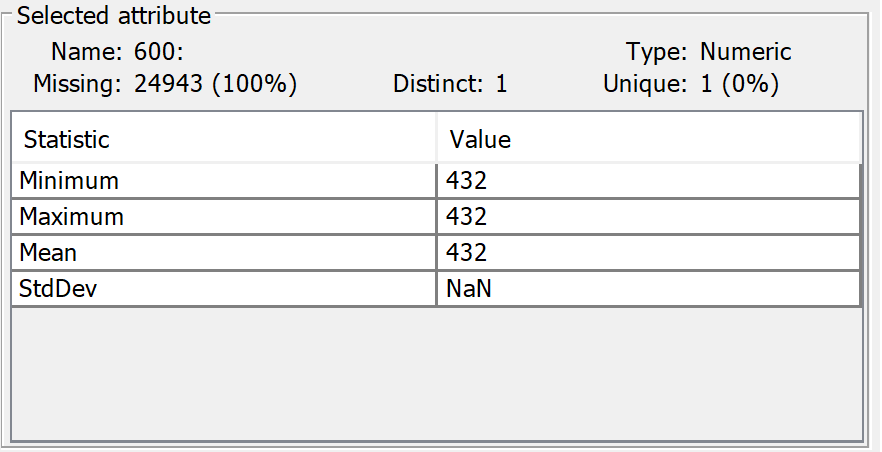 Selected attribute
Name: 600: Type: Numeric
Missing: 24943 (100%) Distinct: 1 Unique: 1 (0%)
Statistic Value
Minimum 432
Maximum 432
Mean 432
StdDev NaN